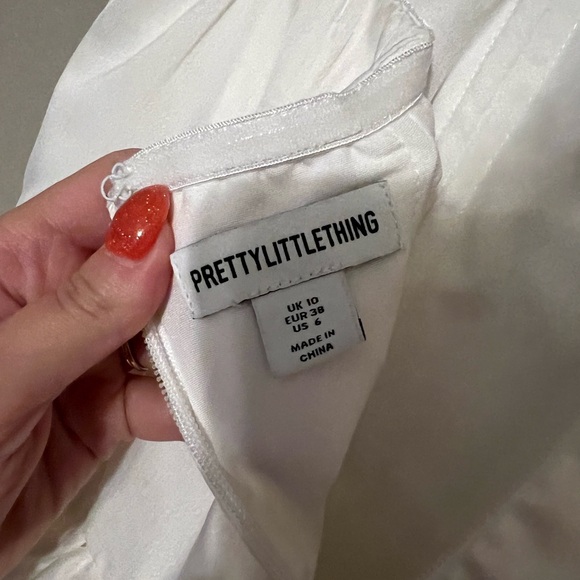 PRETTYLITTLETHING
UK 10
EUR 38
US 6
MADE IN
CHINA